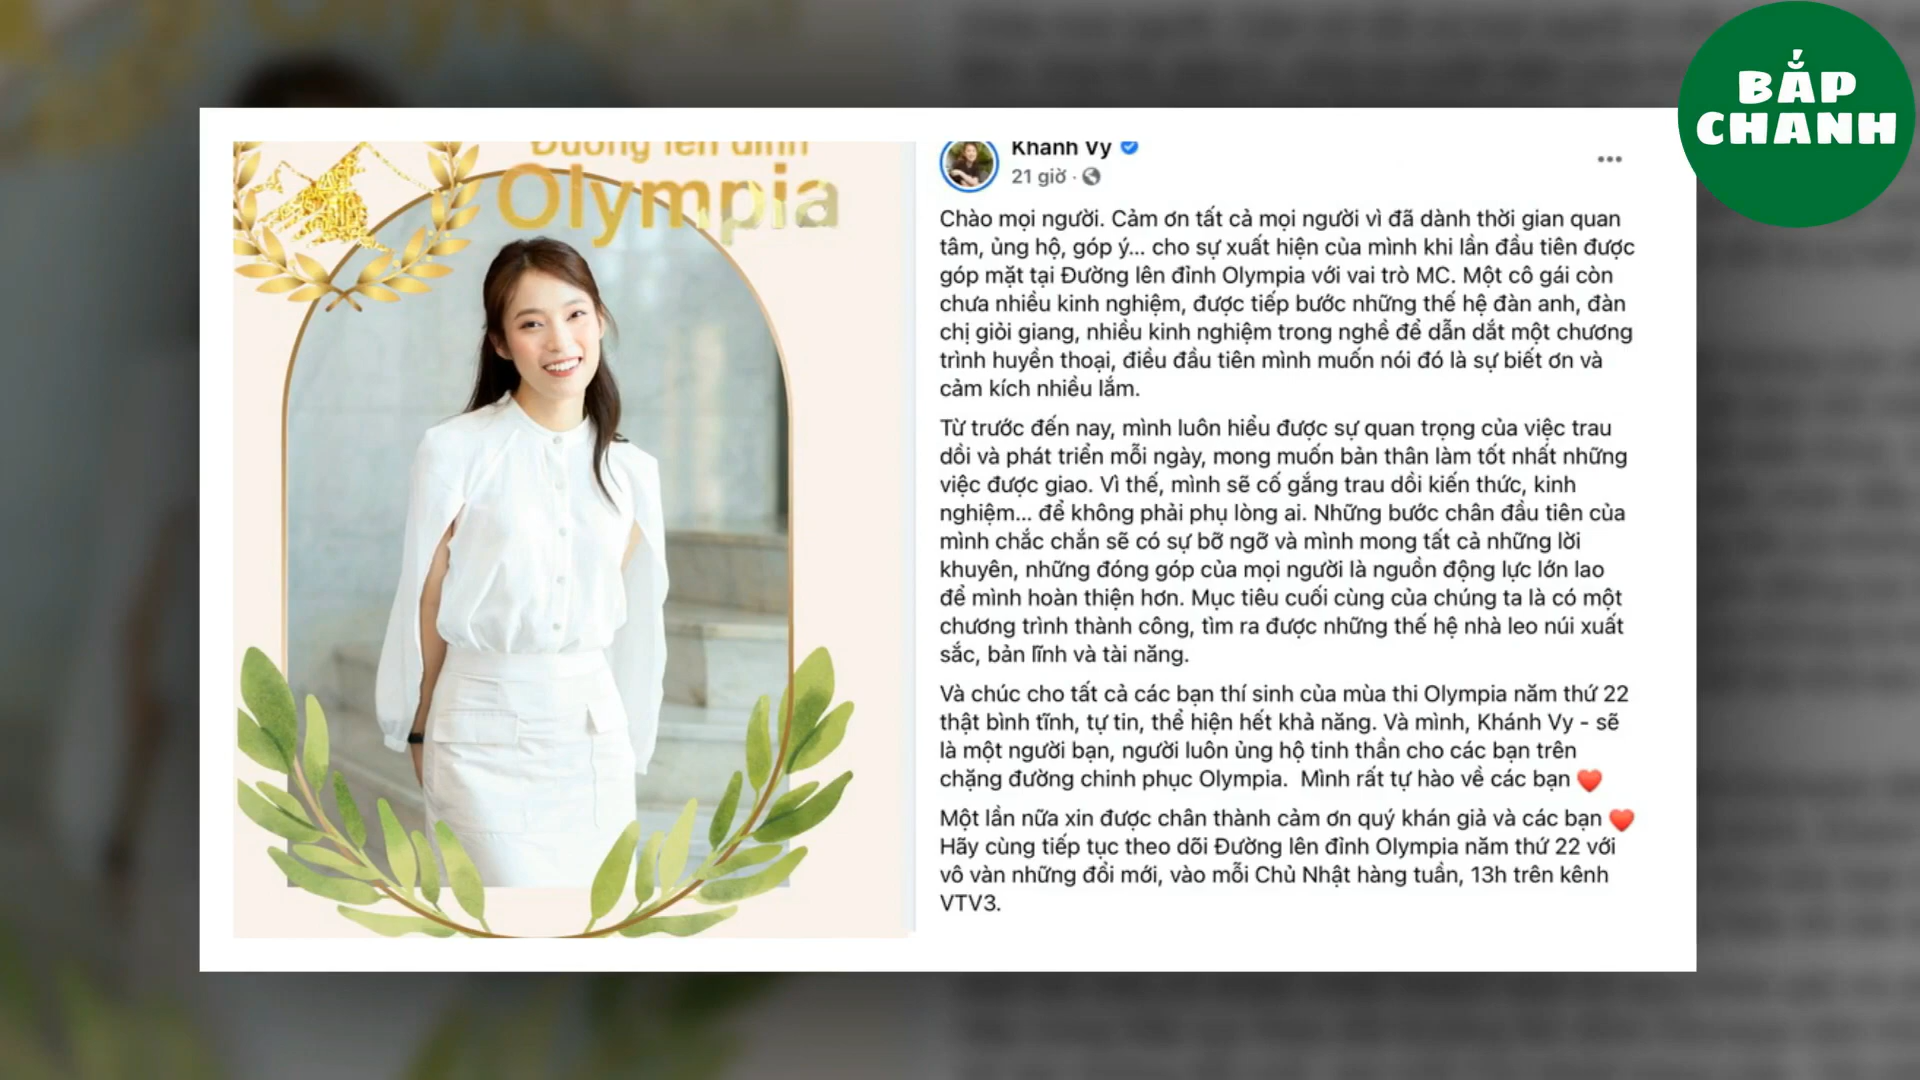 BẮP
CHANH
Đường lên đỉnh
Olympia
Khánh Vy
21 giờ ·
Chào mọi người. Cảm ơn tất cả mọi người vì đã dành thời gian quan
tâm, ủng hộ, góp ý... cho sự xuất hiện của mình khi lần đầu tiên được
góp mặt tại Đường lên đỉnh Olympia với vai trò MC. Một cô gái còn
chưa nhiều kinh nghiệm, được tiếp bước những thế hệ đàn anh, đàn
chị giỏi giang, nhiều kinh nghiệm trong nghề để dẫn dắt một chương
trình huyền thoại, điều đầu tiên mình muốn nói đó là sự biết ơn và
cảm kích nhiều lắm.
Từ trước đến nay, mình luôn hiểu được sự quan trọng của việc trau
dồi và phát triển mỗi ngày, mong muốn bản thân làm tốt nhất những
việc được giao. Vì thế, mình sẽ cố gắng trau dồi kiến thức, kinh
nghiệm... để không phải phụ lòng ai. Những bước chân đầu tiên của
mình chắc chắn sẽ có sự bỡ ngỡ và mình mong tất cả những lời
khuyên, những đóng góp của mọi người là nguồn động lực lớn lao
để mình hoàn thiện hơn. Mục tiêu cuối cùng của chúng ta là có một
chương trình thành công, tìm ra được những thế hệ nhà leo núi xuất
sắc, bản lĩnh và tài năng.
Và chúc cho tất cả các bạn thí sinh của mùa thi Olympia năm thứ 22
thật bình tĩnh, tự tin, thể hiện hết khả năng. Và mình, Khánh Vy - sẽ
là một người bạn, người luôn ủng hộ tinh thần cho các bạn trên
chặng đường chinh phục Olympia. Mình rất tự hào về các bạn ♥
Một lần nữa xin được chân thành cảm ơn quý khán giả và các bạn ♥
Hãy cùng tiếp tục theo dõi Đường lên đỉnh Olympia năm thứ 22 với
vô vàn những đổi mới, vào mỗi Chủ Nhật hàng tuần, 13h trên kênh
VTV3.